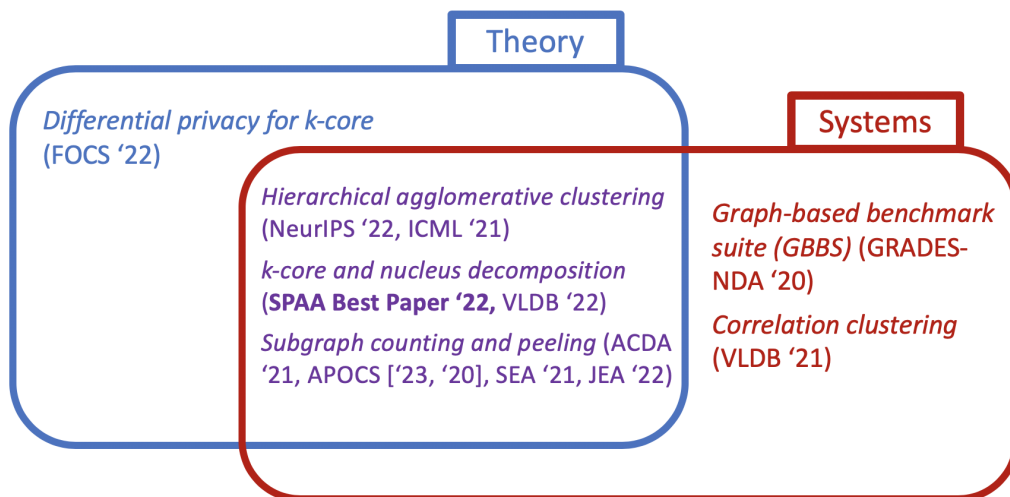 Theory
Systems
Differential privacy for k-core
(FOCS ‘22)
Hierarchical agglomerative clustering
(NeurIPS ‘22, ICML ‘21)
k-core and nucleus decomposition
(SPAA Best Paper ‘22, VLDB ‘22)
Subgraph counting and peeling (ACDA
‘21, APOCS [‘23, ‘20], SEA ‘21, JEA ‘22)
Graph-based benchmark
suite (GBBS) (GRADES-
NDA ‘20)
Correlation clustering
(VLDB ‘21)